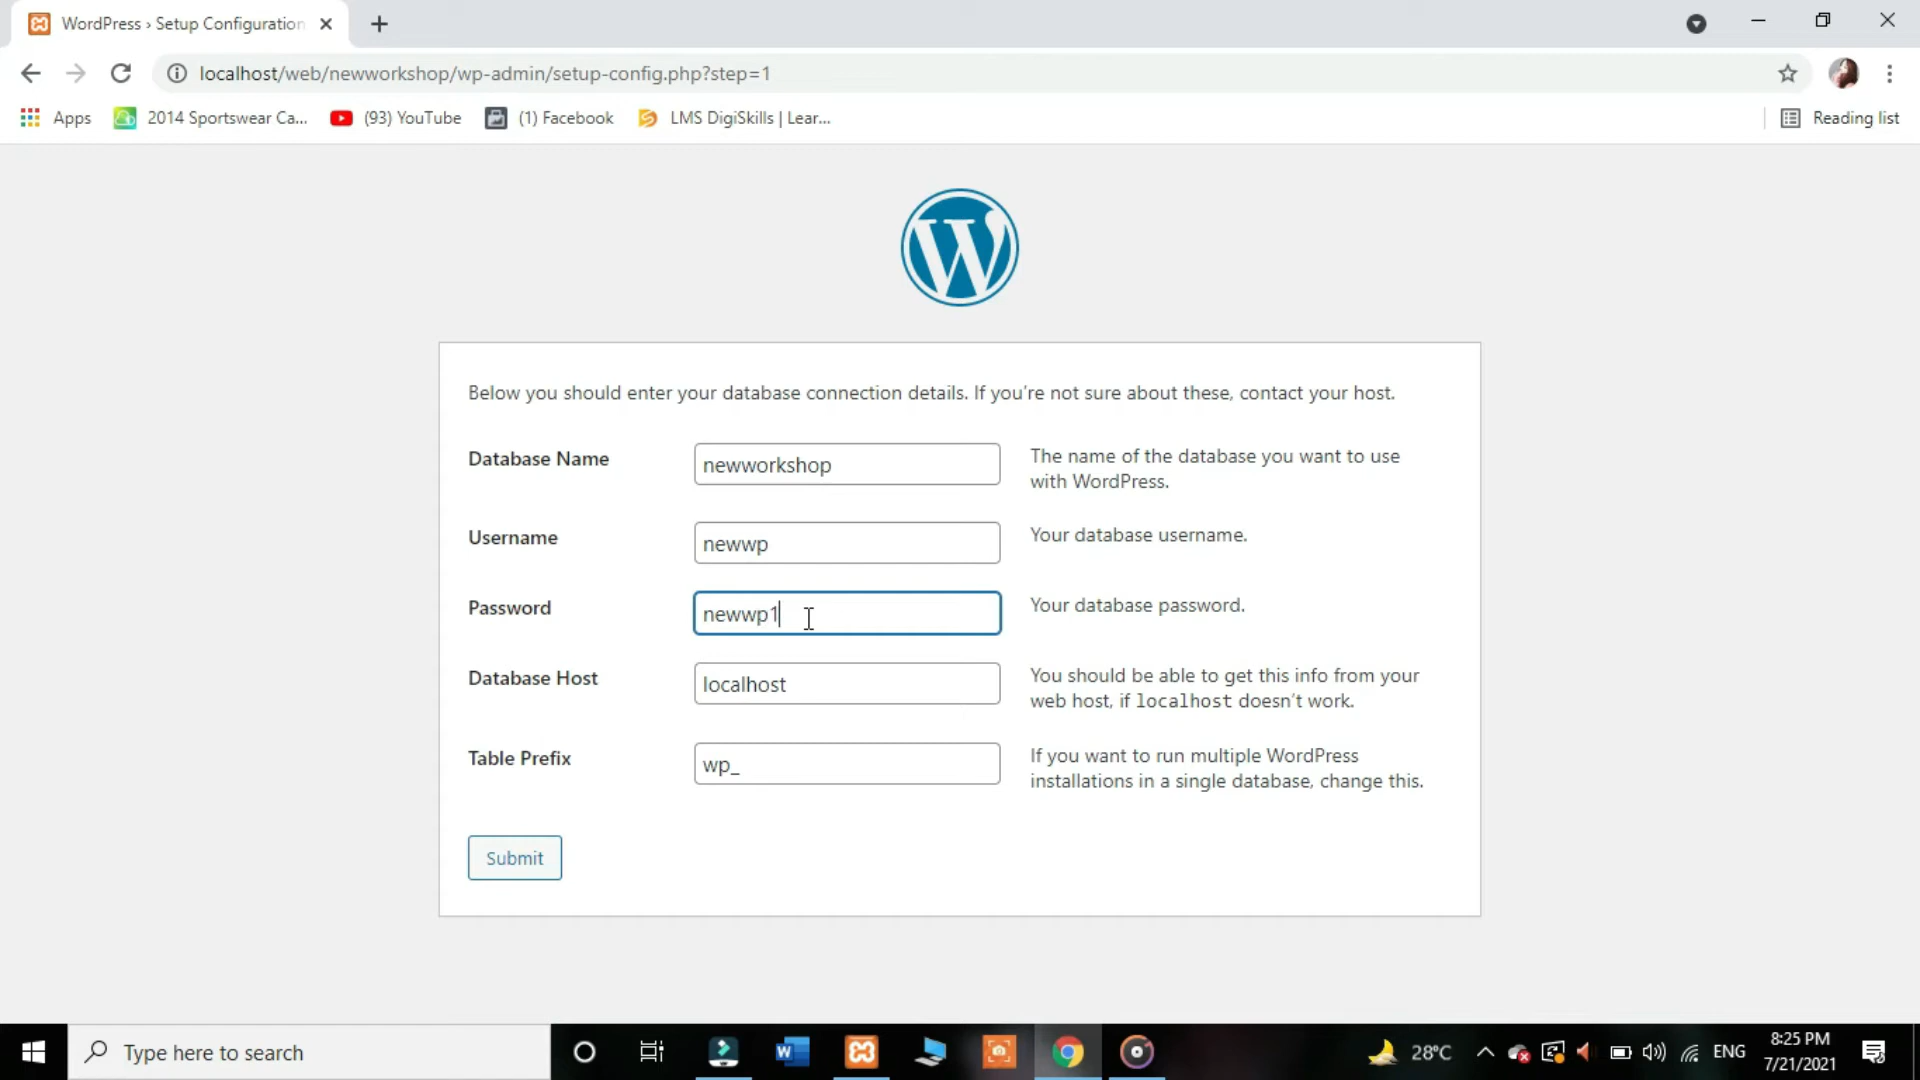 WordPress › Setup Configuration
localhost/web/newworkshop/wp-admin/setup-config.php?step=1
Apps 2014 Sportswear Ca... (93) YouTube (1) Facebook LMS DigiSkills | Lear... Reading list
Below you should enter your database connection details. If you're not sure about these, contact your host.
Database Name newworkshop The name of the database you want to use
with WordPress.
Username newwp Your database username.
Password newwp1 Your database password.
Database Host localhost You should be able to get this info from your
web host, if localhost doesn't work.
Table Prefix wp_ If you want to run multiple WordPress
installations in a single database, change this.
Submit
Type here to search 28°C ENG 8:25 PM
7/21/2021